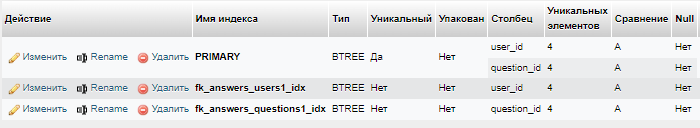 Действие Имя индекса Тип Уникальный Упакован Столбец Уникальных элементов Сравнение Null
Изменить Rename Удалить PRIMARY BTREE Да Нет user_id 4 A Нет
question_id 4 A Нет
Изменить Rename Удалить fk_answers_users1_idx BTREE Нет Нет user_id 4 A Нет
Изменить Rename Удалить fk_answers_questions1_idx BTREE Нет Нет question_id 4 A Нет